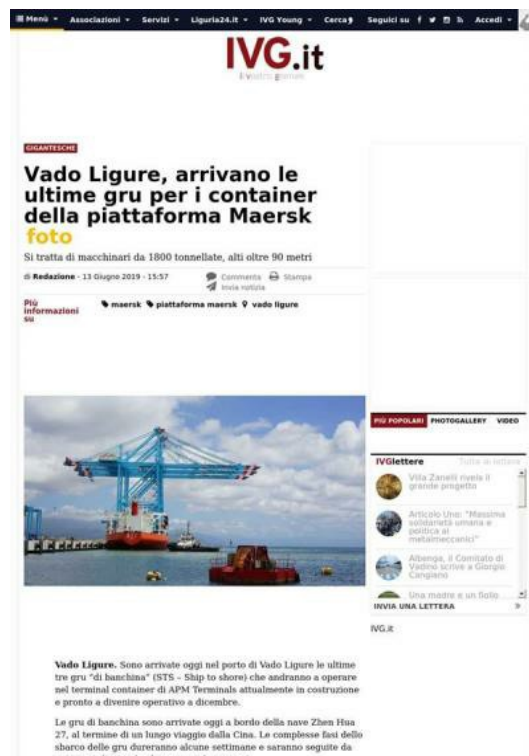 Menù Associazioni Servizi Liguria24.it IVG Young Cerca Seguici su Accedi
IVG.it
GIGANTESCHE
Vado Ligure, arrivano le
ultime gru per i container
della piattaforma Maersk
foto
Si tratta di macchinari da 1800 tonnellate, alti oltre 90 metri
di Redazione - 13 Giugno 2019 - 15:57
Commenta Stampa
Invia notizia
Più
informazioni
su
maersk piattaforma maersk vado ligure
PIÙ POPOLARI PHOTOGALLERY VIDEO
IVGlettere Tutte le lettere
Villa Zanelli rivela il
grande progetto
Articolo Uno: "Massima
solidarietà umana e
politica ai
metalmeccanici"
Albenga, il Comitato di
Vadino scrive a Giorgio
Cangiano
Una madre e un figlio
INVIA UNA LETTERA
IVG.it
Vado Ligure. Sono arrivate oggi nel porto di Vado Ligure le ultime
tre gru "di banchina" (STS – Ship to shore) che andranno a operare
nel terminal container di APM Terminals attualmente in costruzione
e pronto a divenire operativo a dicembre.
Le gru di banchina sono arrivate oggi a bordo della nave Zhen Hua
27, al termine di un lungo viaggio dalla Cina. Le complesse fasi dello
sbarco delle gru dureranno alcune settimane e saranno seguite da